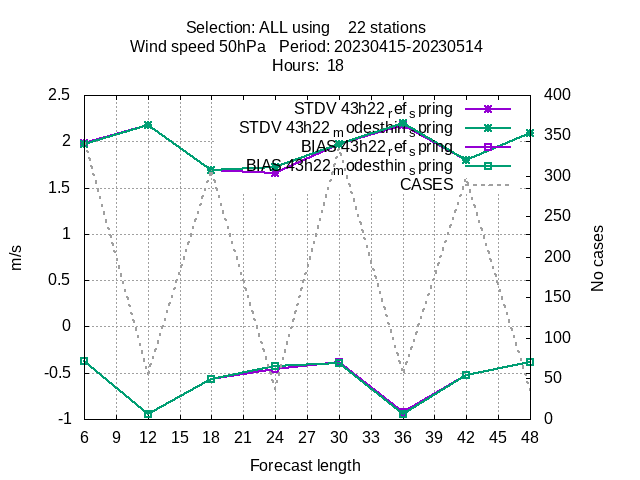 Selection: ALL using    22 stations
Wind speed 50hPa   Period: 20230415-20230514
Hours:  18
2.5
2
1.5
1
0.5
0
-0.5
-1
m/s
400
350
300
250
200
150
100
50
0
No cases
STDV 43h22_ref_spring
STDV 43h22_modesthin_spring
BIAS 43h22_ref_spring
BIAS 43h22_modesthin_spring
CASES
6 9 12 15 18 21 24 27 30 33 36 39 42 45 48
Forecast length